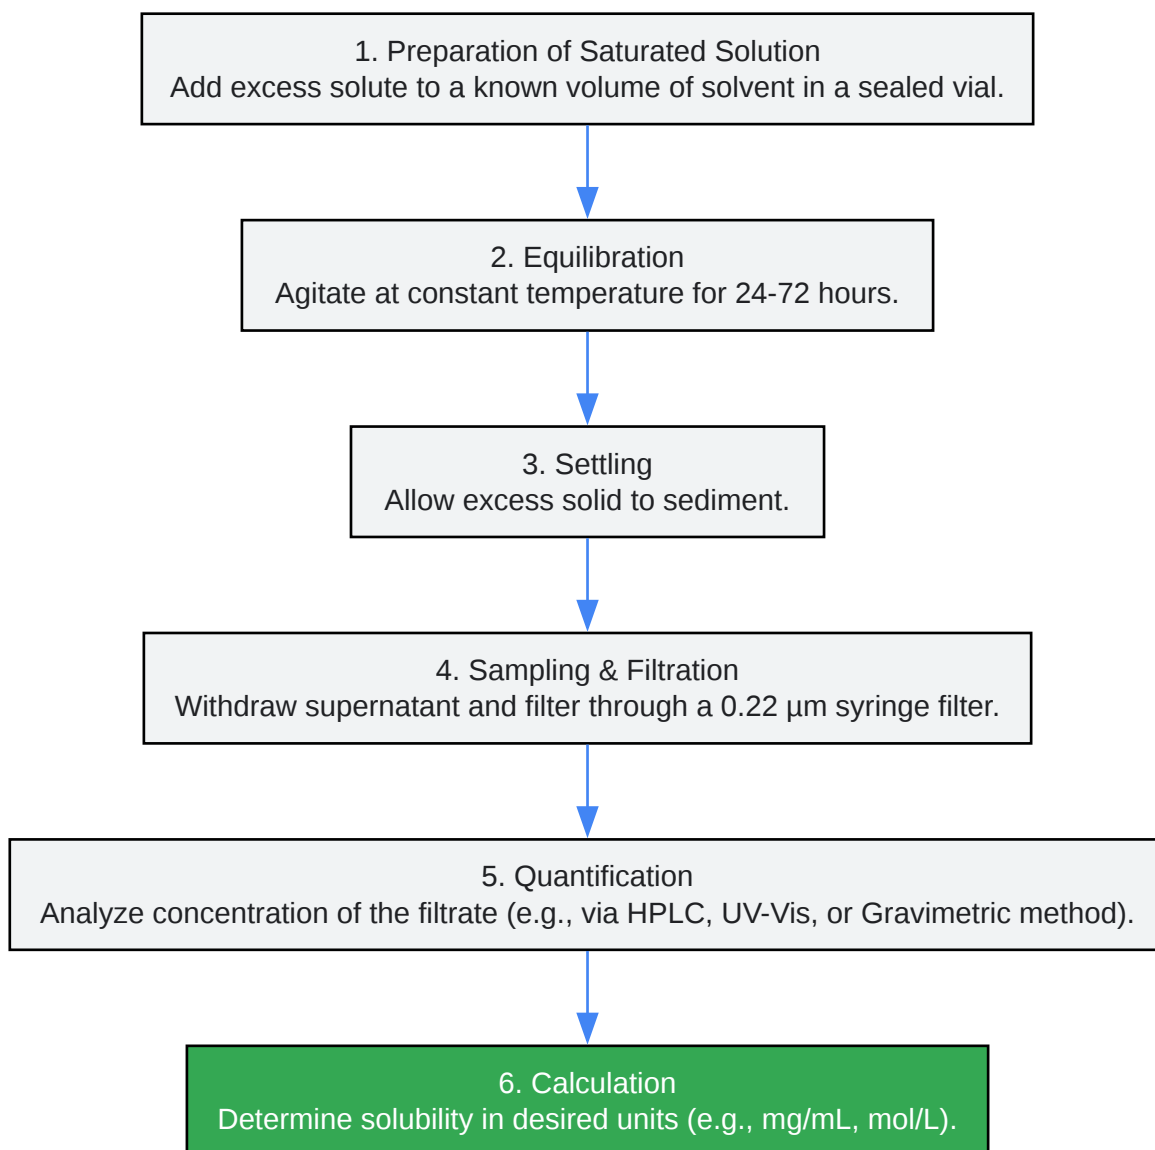 1. Preparation of Saturated Solution
Add excess solute to a known volume of solvent in a sealed vial.
2. Equilibration
Agitate at constant temperature for 24-72 hours.
3. Settling
Allow excess solid to sediment.
4. Sampling & Filtration
Withdraw supernatant and filter through a 0.22 µm syringe filter.
5. Quantification
Analyze concentration of the filtrate (e.g., via HPLC, UV-Vis, or Gravimetric method).
6. Calculation
Determine solubility in desired units (e.g., mg/mL, mol/L).